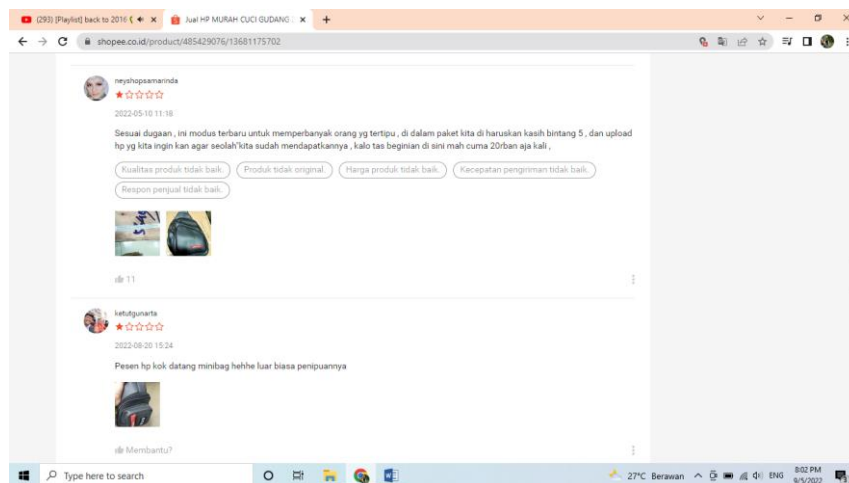 (293) [Playlist] back to 2016 (
Jual HP MURAH CUCI GUDANG
shopee.co.id/product/485429076/13681175702
neyshopsamarinda
2022-05-10 11:18
Sesuai dugaan , ini modus terbaru untuk memperbanyak orang yg tertipu , di dalam paket kita di haruskan kasih bintang 5 , dan upload
hp yg kita ingin kan agar seolah"kita sudah mendapatkannya , kalo tas beginian di sini mah cuma 20rban aja kali ,
Kualitas produk tidak baik. Produk tidak original. Harga produk tidak baik. Kecepatan pengiriman tidak baik.
Respon penjual tidak baik.
11
ketutgunarta
2022-08-20 15:24
Pesen hp kok datang minibag hehhe luar biasa penipuannya
Membantu?
Type here to search
27°C Berawan
ENG
8:02 PM
9/5/2022